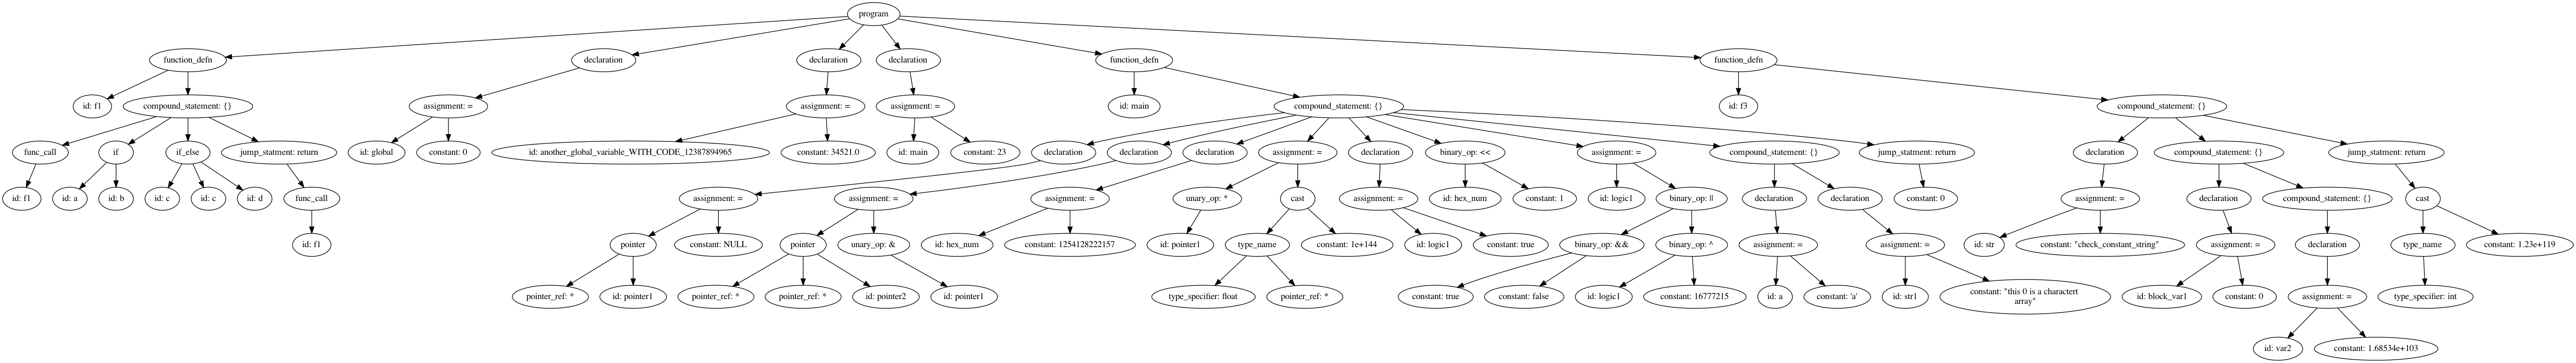 program
function_defn
declaration
declaration
declaration
function_defn
function_defn
id: f1
compound_statement: {}
assignment: =
assignment: =
assignment: =
id: main
compound_statement: {}
id: f3
compound_statement: {}
func_call
if
if_else
jump_statment: return
id: global
constant: 0
id: another_global_variable_WITH_CODE_12387894965
constant: 34521.0
id: main
constant: 23
declaration
declaration
declaration
assignment: =
declaration
binary_op: <<
assignment: =
compound_statement: {}
jump_statment: return
declaration
compound_statement: {}
jump_statment: return
id: f1
id: a
id: b
id: c
id: c
id: d
func_call
assignment: =
assignment: =
assignment: =
unary_op: *
cast
assignment: =
id: hex_num
constant: 1
id: logic1
binary_op: ||
declaration
declaration
constant: 0
assignment: =
declaration
compound_statement: {}
cast
id: f1
pointer
constant: NULL
pointer
unary_op: &
id: hex_num
constant: 1254128222157
id: pointer1
type_name
constant: 1e+144
id: logic1
constant: true
binary_op: &&
binary_op: ^
assignment: =
assignment: =
id: str
constant: "check_constant_string"
assignment: =
declaration
type_name
constant: 1.23e+119
pointer_ref: *
id: pointer1
pointer_ref: *
pointer_ref: *
id: pointer2
id: pointer1
type_specifier: float
pointer_ref: *
constant: true
constant: false
id: logic1
constant: 16777215
id: a
constant: 'a'
id: str1
constant: "this 0 is a charactert
array"
id: block_var1
constant: 0
assignment: =
type_specifier: int
id: var2
constant: 1.68534e+103